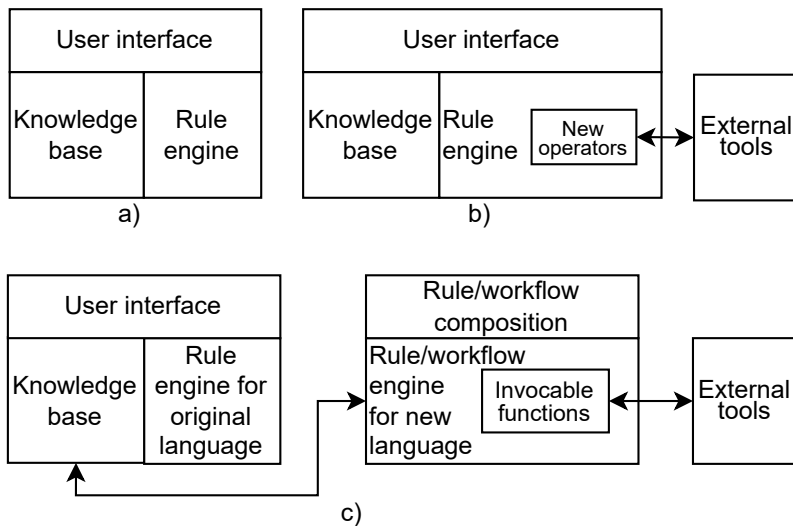 User interface
Knowledge
base
Rule
engine
a)
User interface
Knowledge
base
Rule
engine
New
operators
External
tools
b)
User interface
Knowledge
base
Rule
engine for
original
language
Rule/workflow
composition
Rule/workflow
engine
for new
language
Invocable
functions
External
tools
c)